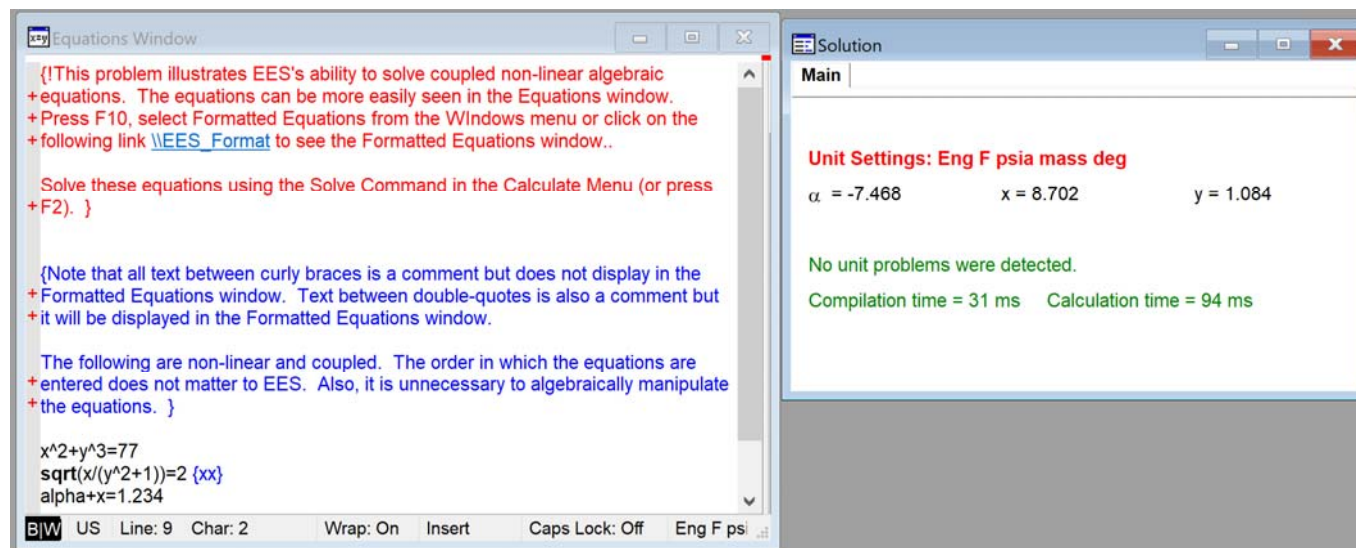 Equations Window
{!This problem illustrates EES's ability to solve coupled non-linear algebraic
+equations. The equations can be more easily seen in the Equations window.
+Press F10, select Formatted Equations from the WIndows menu or click on the
+following link \\EES_Format to see the Formatted Equations window..
Solve these equations using the Solve Command in the Calculate Menu (or press
+F2). }
{Note that all text between curly braces is a comment but does not display in the
+Formatted Equations window. Text between double-quotes is also a comment but
+it will be displayed in the Formatted Equations window.
The following are non-linear and coupled. The order in which the equations are
+entered does not matter to EES. Also, it is unnecessary to algebraically manipulate
+the equations. }
x^2+y^3=77
sqrt(x/(y^2+1))=2 {xx}
alpha+x=1.234
B|W US Line: 9 Char: 2 Wrap: On Insert Caps Lock: Off Eng F psi
Solution
Main
Unit Settings: Eng F psia mass deg
α = -7.468 x = 8.702 y = 1.084
No unit problems were detected.
Compilation time = 31 ms Calculation time = 94 ms